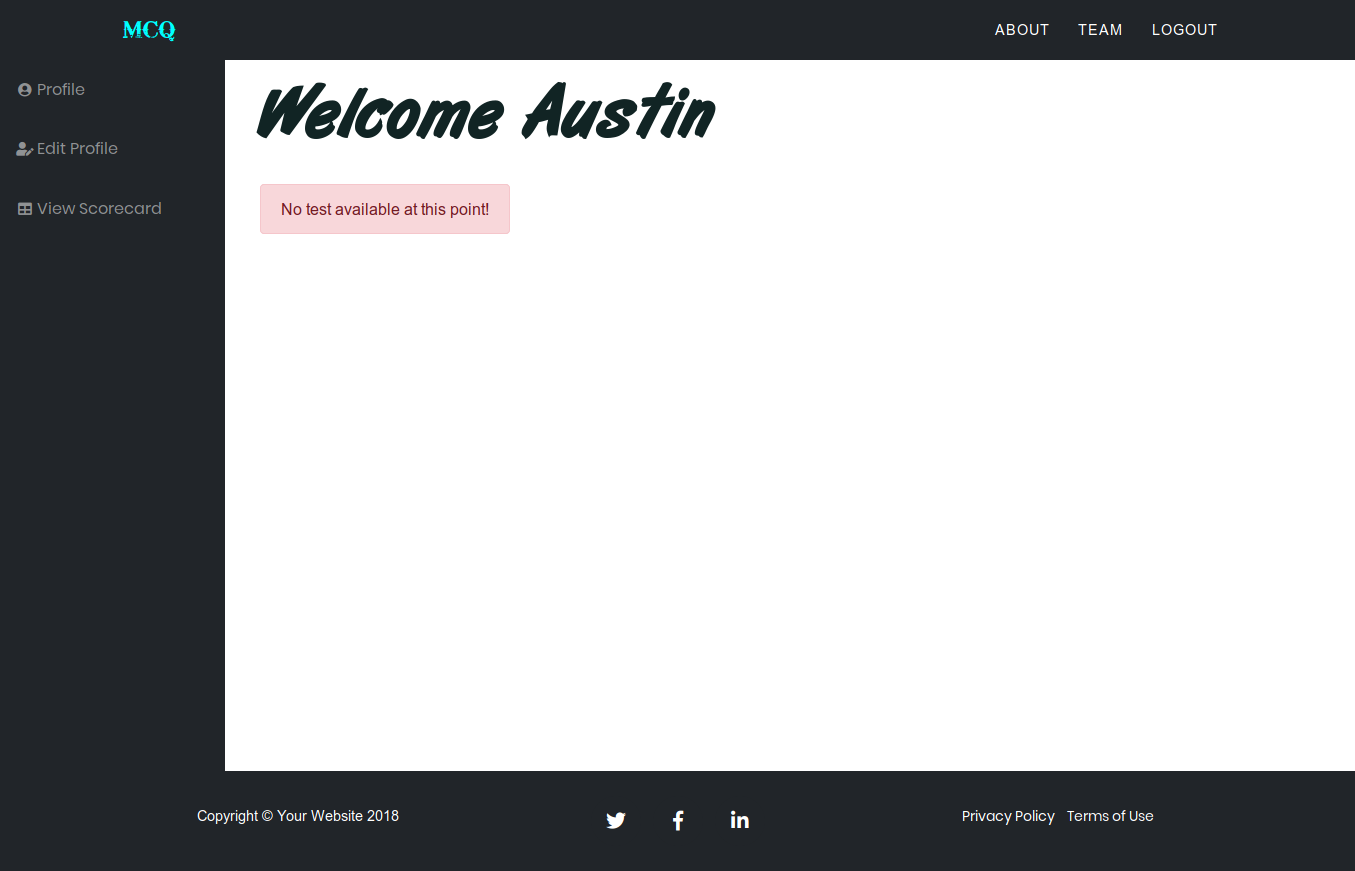 MCQ
ABOUT TEAM LOGOUT
Profile
Edit Profile
View Scorecard
Welcome Austin
No test available at this point!
Copyright © Your Website 2018
Privacy Policy Terms of Use